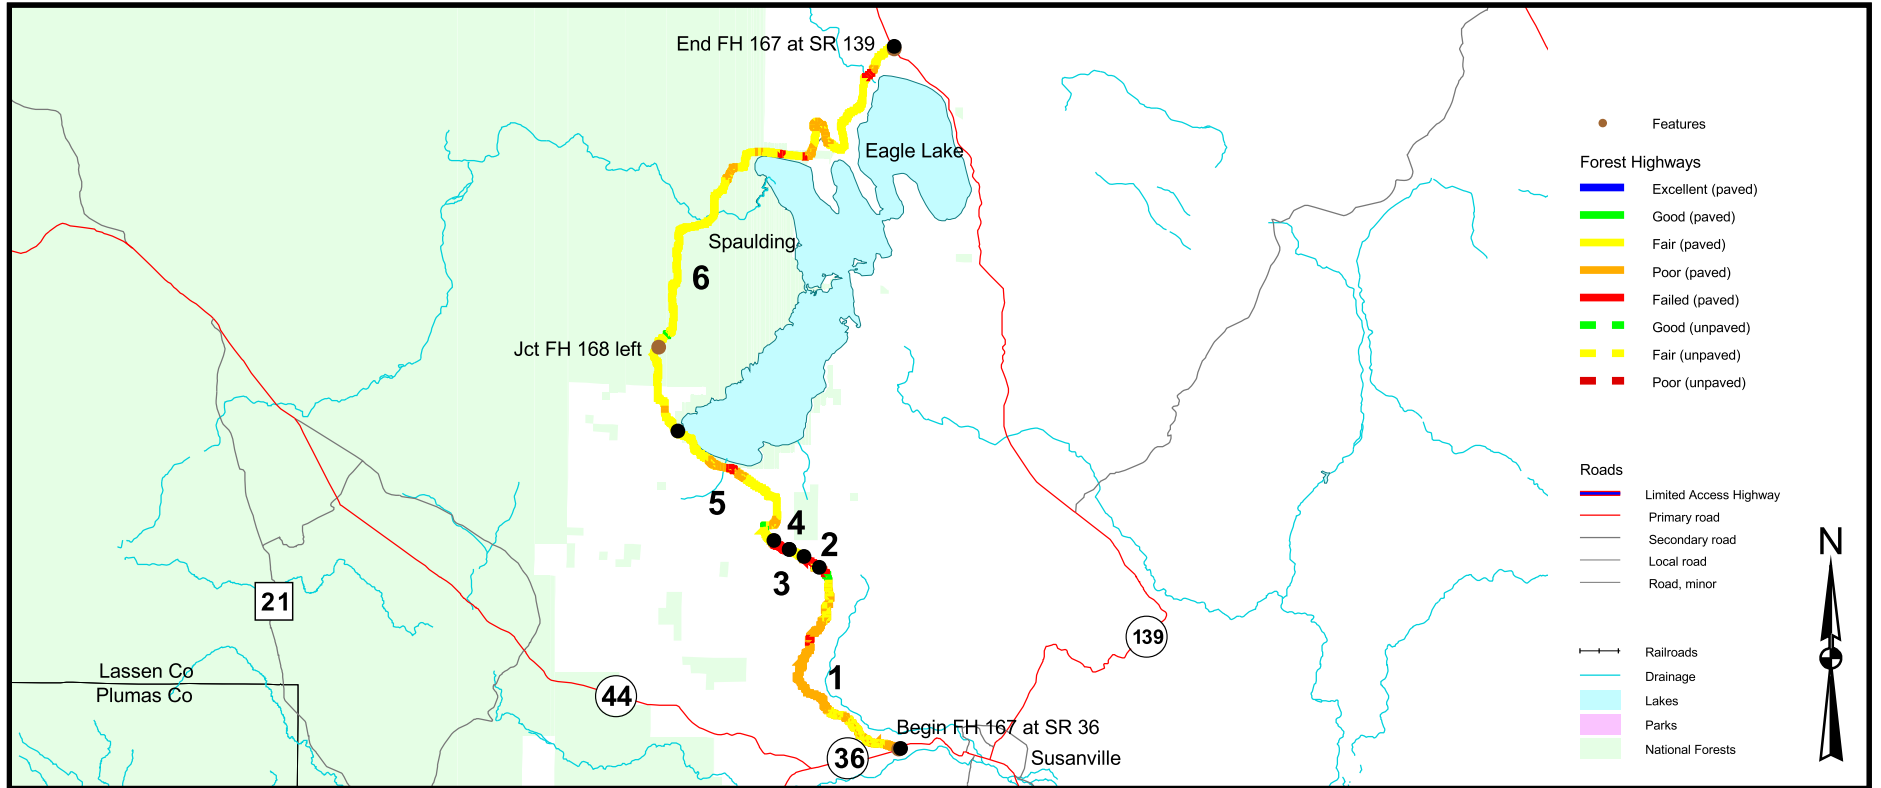 End FH 167 at SR 139
Eagle Lake
Spaulding
6
Jct FH 168 left
5
4
2
3
21
139
Lassen Co
Plumas Co
1
44
Begin FH 167 at SR 36
36
Susanville
Features
Forest Highways
Excellent (paved)
Good (paved)
Fair (paved)
Poor (paved)
Failed (paved)
Good (unpaved)
Fair (unpaved)
Poor (unpaved)
Roads
Limited Access Highway
Primary road
Secondary road
Local road
Road, minor
Railroads
Drainage
Lakes
Parks
National Forests
N